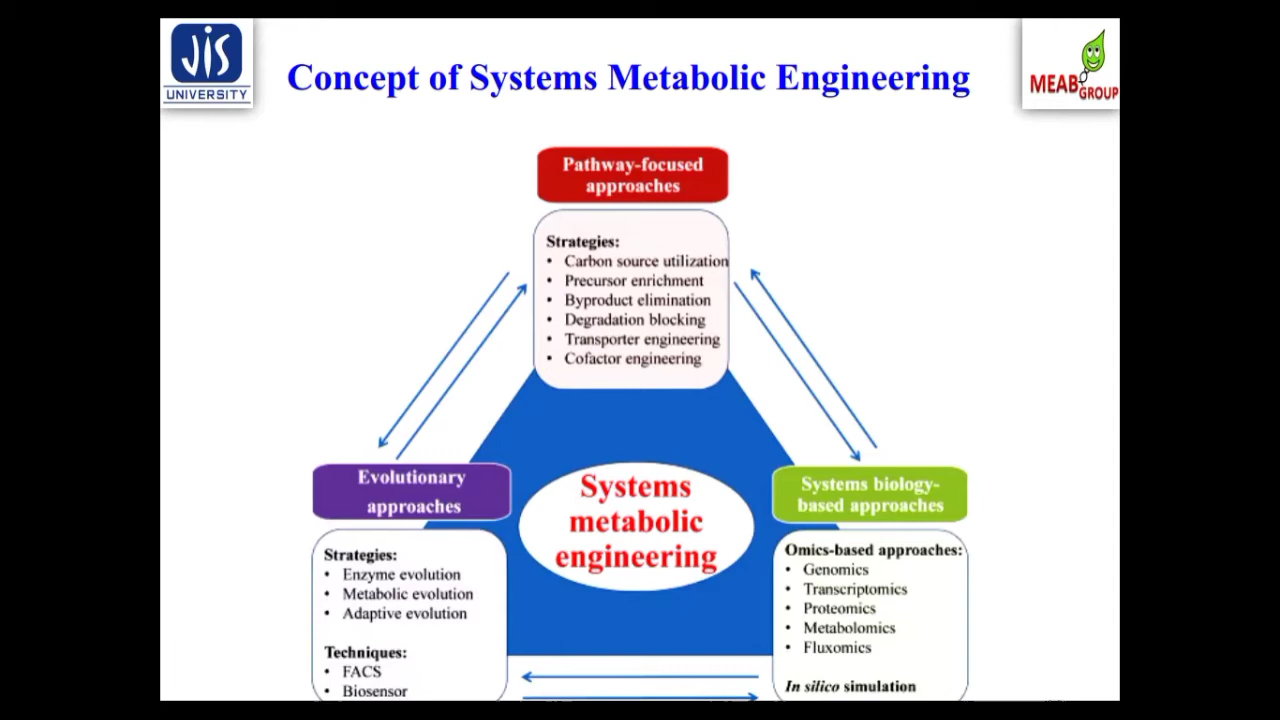 JIS
UNIVERSITY
Concept of Systems Metabolic Engineering
MEAB
GROUP
Pathway-focused
approaches
Strategies:
• Carbon source utilization
• Precursor enrichment
• Byproduct elimination
• Degradation blocking
• Transporter engineering
• Cofactor engineering
Evolutionary
approaches
Strategies:
• Enzyme evolution
• Metabolic evolution
• Adaptive evolution
Techniques:
• FACS
• Biosensor
Systems
metabolic
engineering
Systems biology-
based approaches
Omics-based approaches:
• Genomics
• Transcriptomics
• Proteomics
• Metabolomics
• Fluxomics
In silico simulation